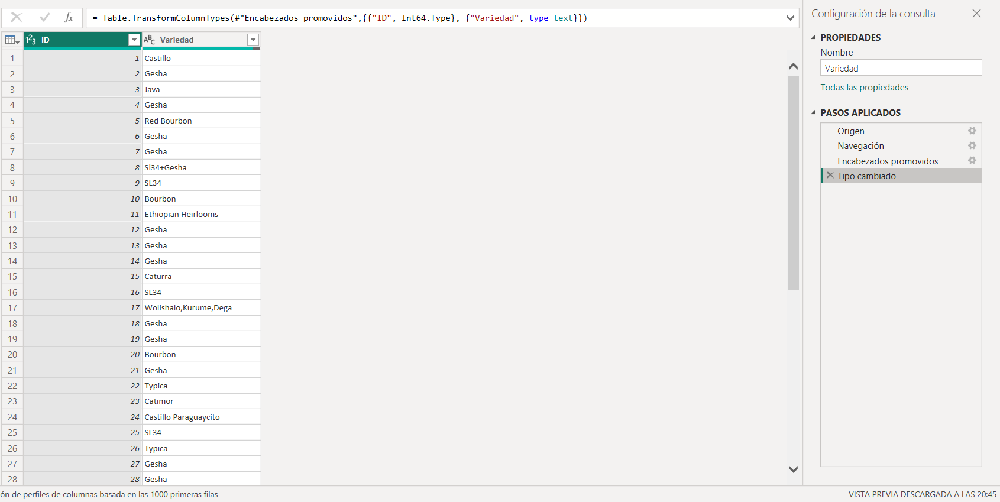 fx = Table.TransformColumnTypes(#"Encabezados promovidos",{{"ID", Int64.Type}, {"Variedad", type text}})
123 ID ABC Variedad
1 1 Castillo
2 2 Gesha
3 3 Java
4 4 Gesha
5 5 Red Bourbon
6 6 Gesha
7 7 Gesha
8 8 Sl34+Gesha
9 9 SL34
10 10 Bourbon
11 11 Ethiopian Heirlooms
12 12 Gesha
13 13 Gesha
14 14 Gesha
15 15 Caturra
16 16 SL34
17 17 Wolishalo,Kurume,Dega
18 18 Gesha
19 19 Gesha
20 20 Bourbon
21 21 Gesha
22 22 Typica
23 23 Catimor
24 24 Castillo Paraguaycito
25 25 SL34
26 26 Typica
27 27 Gesha
28 28 Gesha
Configuración de la consulta
PROPIEDADES
Nombre
Variedad
Todas las propiedades
PASOS APLICADOS
Origen
Navegación
Encabezados promovidos
Tipo cambiado
ón de perfiles de columnas basada en las 1000 primeras filas
VISTA PREVIA DESCARGADA A LAS 20:45